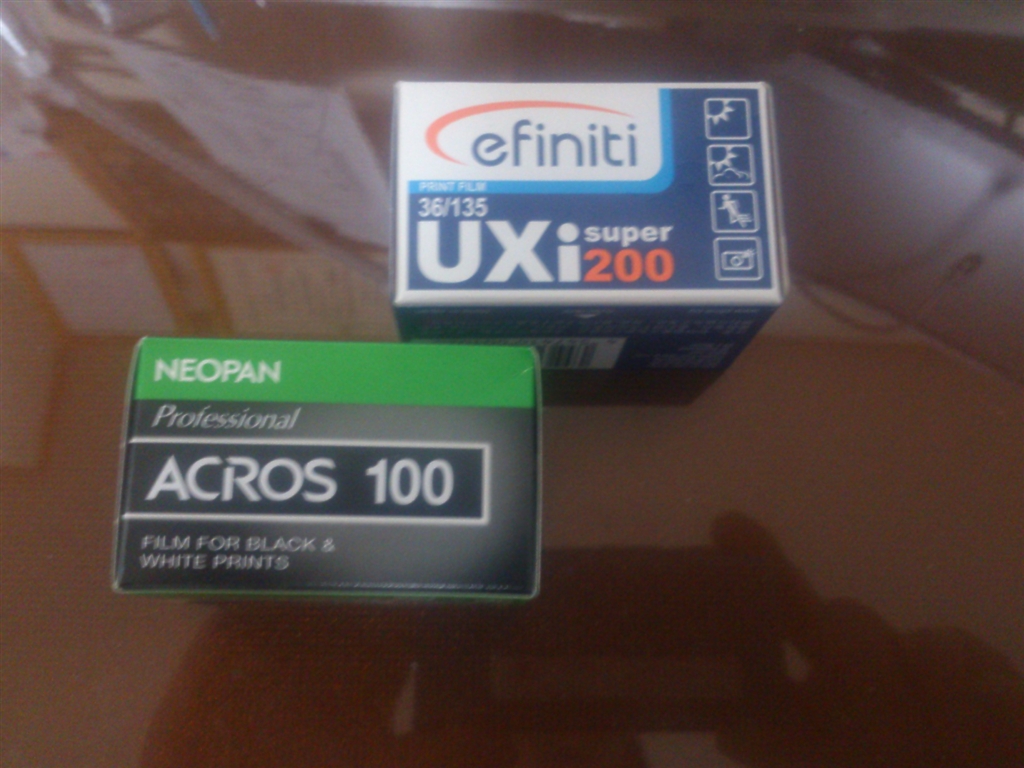 efiniti
PRINT FILM
36/135
UXi super 200
NEOPAN
Professional
ACROS 100
FILM FOR BLACK &
WHITE PRINTS